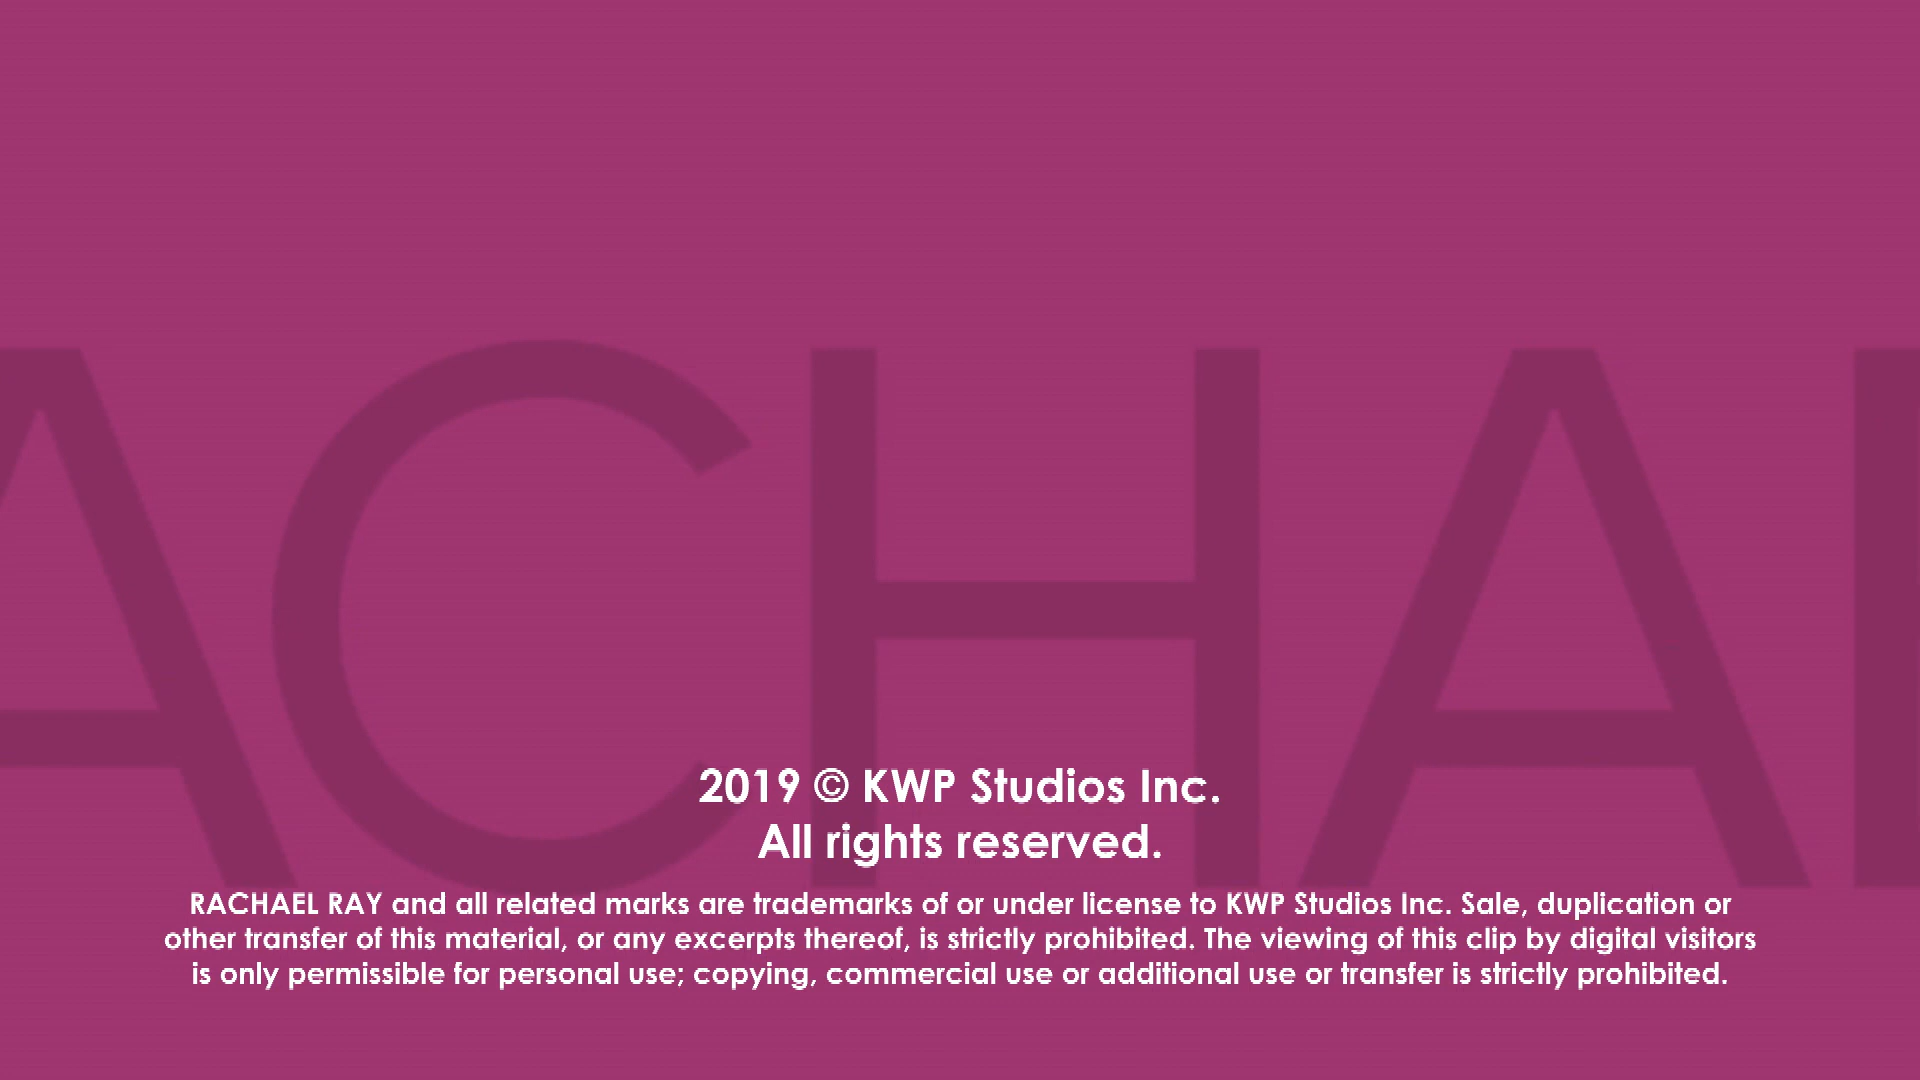 ACHAE
2019 © KWP Studios Inc.
All rights reserved.
RACHAEL RAY and all related marks are trademarks of or under license to KWP Studios Inc. Sale, duplication or
other transfer of this material, or any excerpts thereof, is strictly prohibited. The viewing of this clip by digital visitors
is only permissible for personal use; copying, commercial use or additional use or transfer is strictly prohibited.